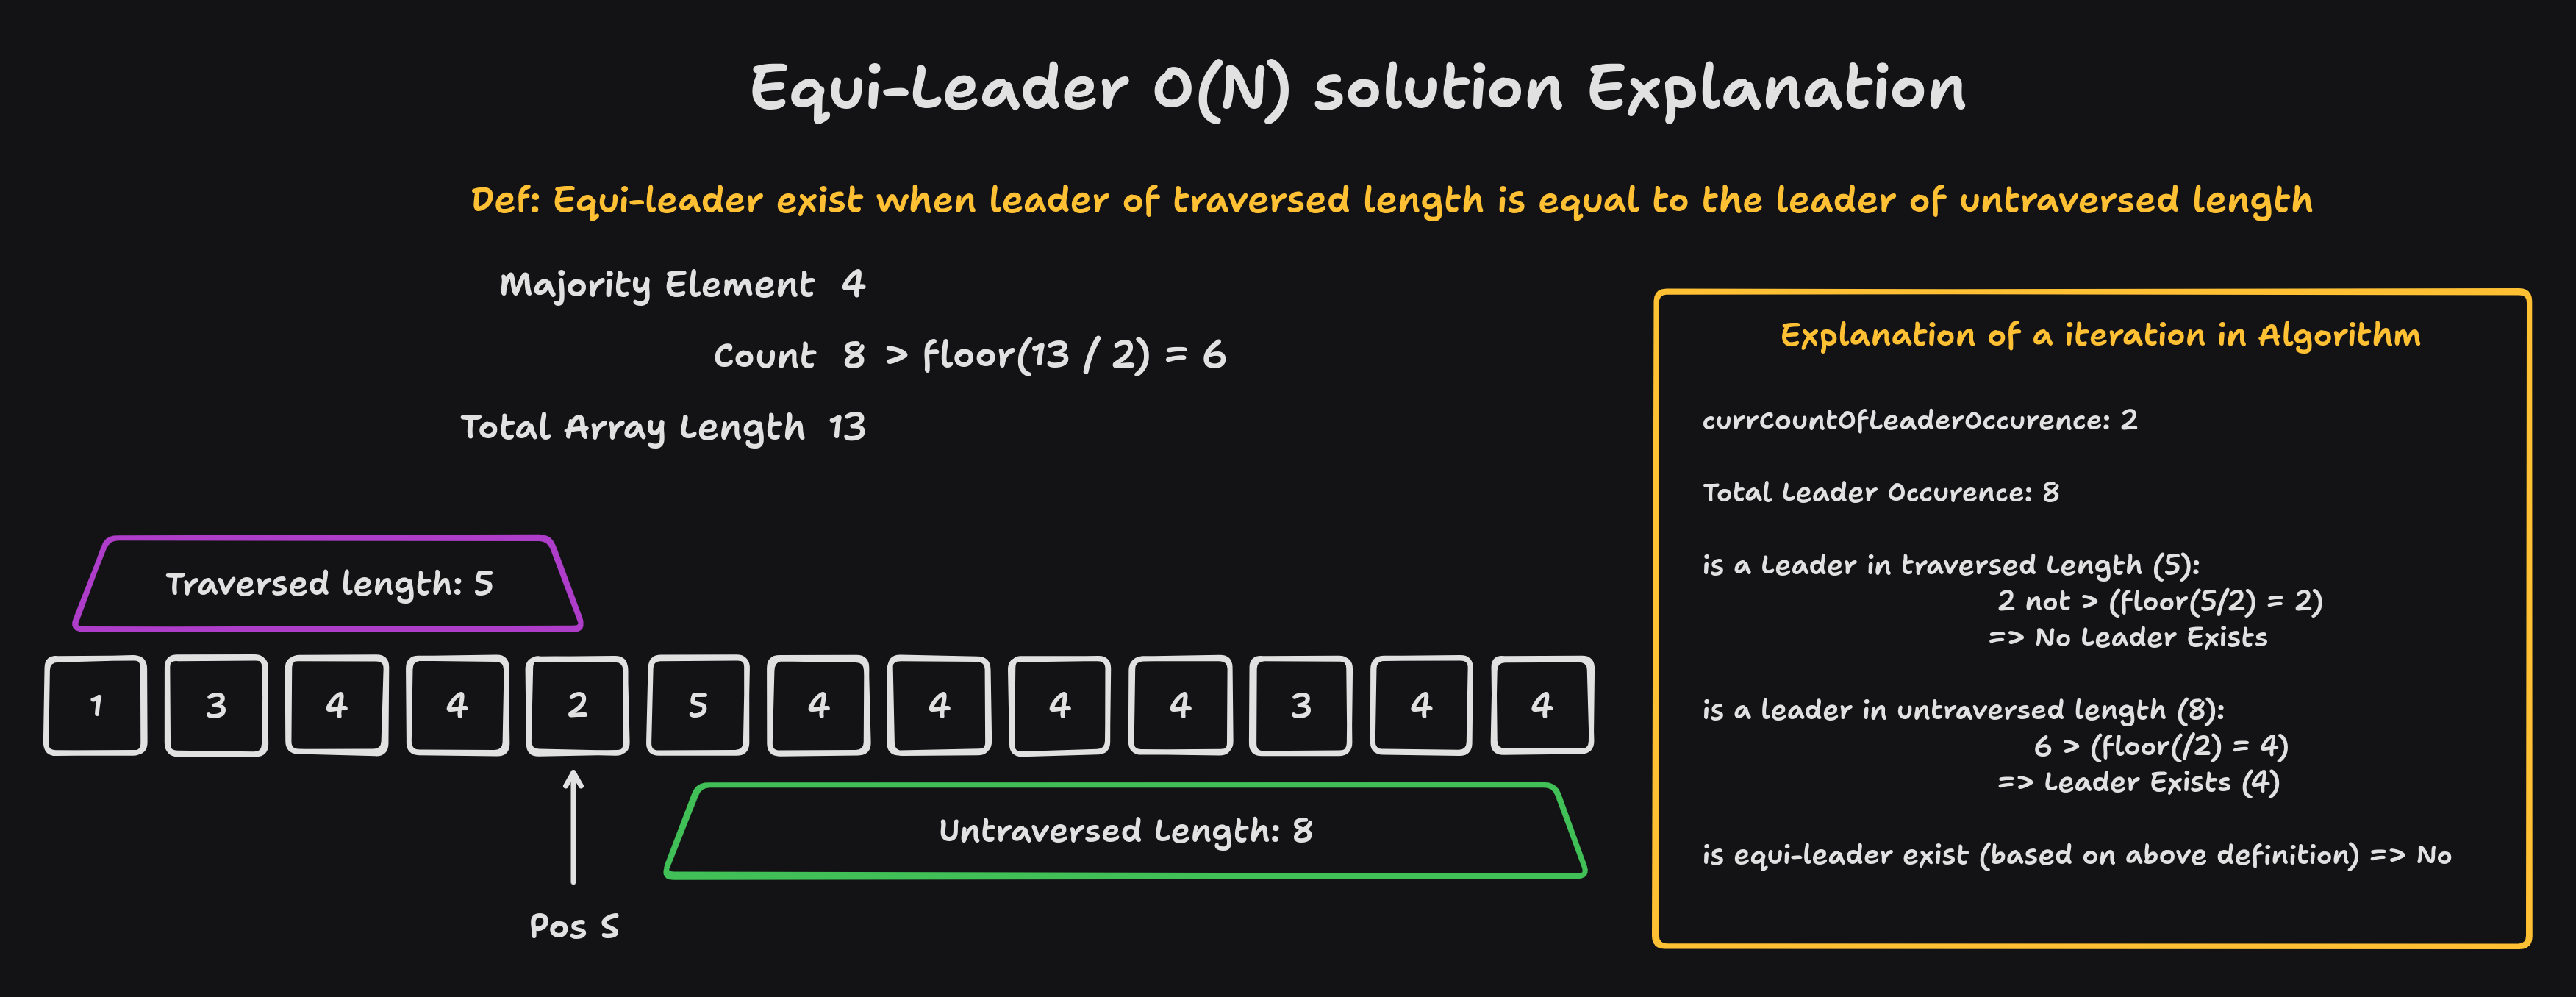 Equi-Leader O(N) solution Explanation
Def: Equi-leader exist when leader of traversed length is equal to the leader of untraversed length
Majority Element 4
Count 8 > floor(13 / 2) = 6
Total Array Length 13
Traversed length: 5
1 3 4 4 2 5 4 4 4 4 3 4 4
Untraversed Length: 8
Pos S
Explanation of a iteration in Algorithm
currCountOfLeaderOccurence: 2
Total Leader Occurence: 8
is a Leader in traversed Length (5):
2 not > (floor(5/2) = 2)
=> No Leader Exists
is a leader in untraversed length (8):
6 > (floor(/2) = 4)
=> Leader Exists (4)
is equi-leader exist (based on above definition) => No